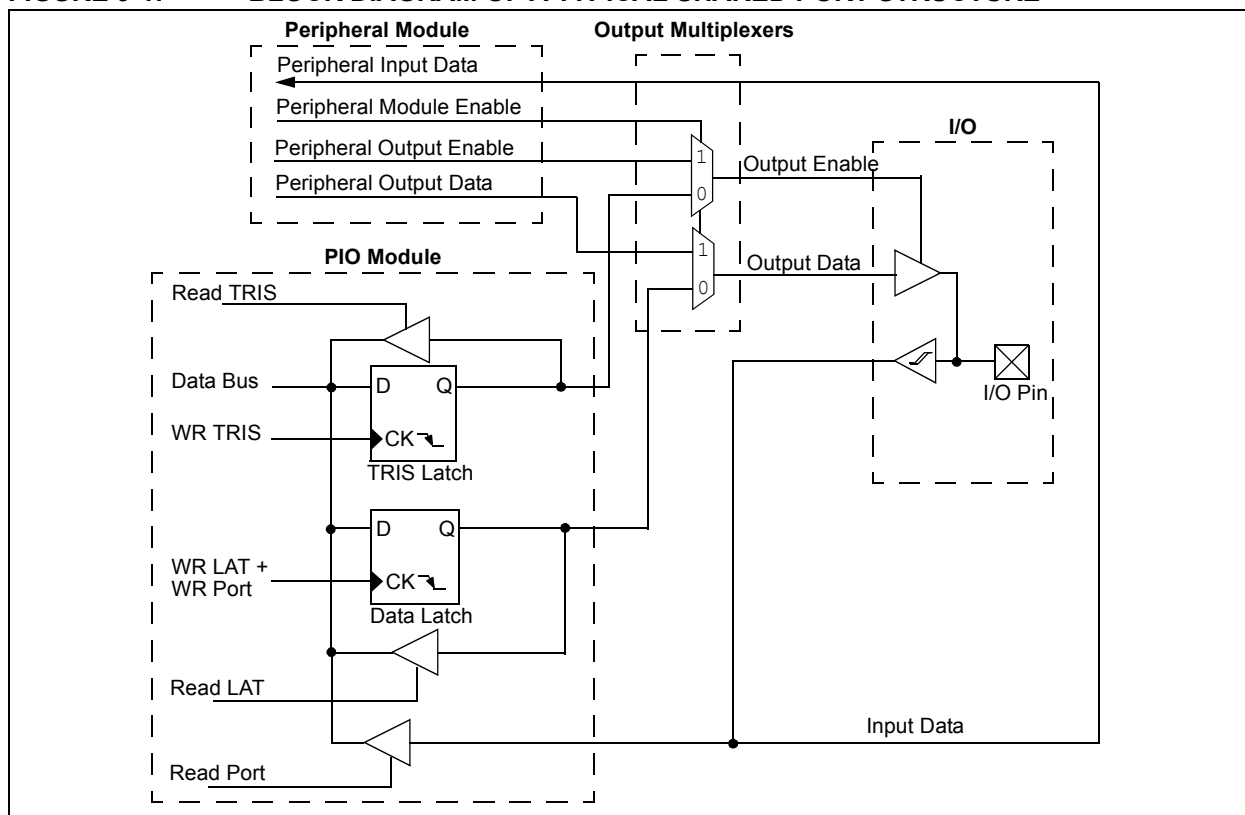 Peripheral Module
Output Multiplexers
Peripheral Input Data
Peripheral Module Enable
I/O
Peripheral Output Enable
1
Output Enable
Peripheral Output Data
0
1
PIO Module
Output Data
0
Read TRIS
Data Bus
D
Q
I/O Pin
WR TRIS
CK
TRIS Latch
D
Q
WR LAT +
WR Port
CK
Data Latch
Read LAT
Input Data
Read Port